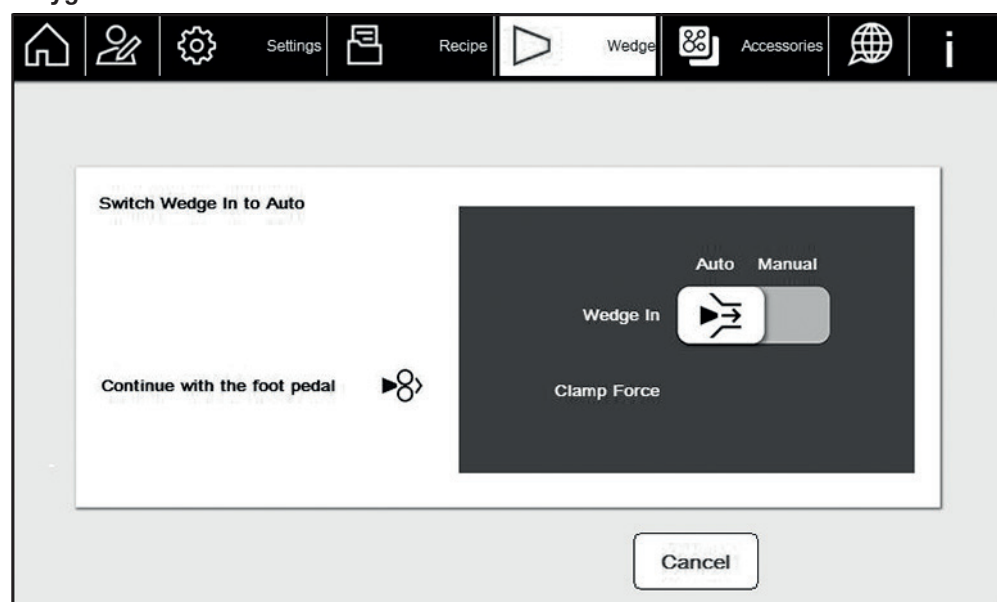 Settings
Recipe
Wedge
Accessories
i
Switch Wedge In to Auto
Auto Manual
Wedge In
Continue with the foot pedal
Clamp Force
Cancel